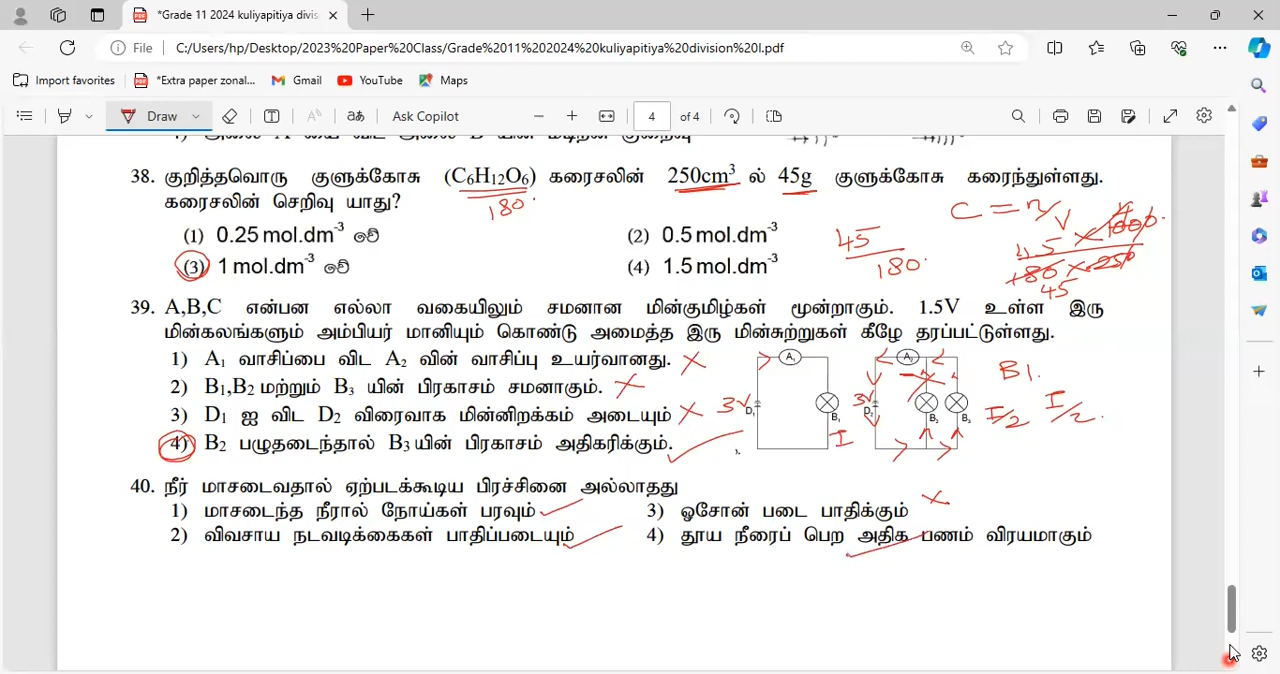 *Grade 11 2024 kuliyapitiya divis
File C:/Users/hp/Desktop/2023%20Paper%20Class/Grade%2011%202024%20kuliyapitiya%20division%20I.pdf
Import favorites *Extra paper zonal... Gmail YouTube Maps
Draw Ask Copilot 4 of 4
38. குறித்தவொரு குளுக்கோசு (C₆H₁₂O₆) கரைசலின் 250cm³ ல் 45g குளுக்கோசு கரைந்துள்ளது.
180.
கரைசலின் செறிவு யாது?
C = n/V
(1) 0.25 mol.dm⁻³ වේ (2) 0.5 mol.dm⁻³
(3) 1 mol.dm⁻³ වේ (4) 1.5 mol.dm⁻³
45
180.
45 × 1000 4
180 × 250
45
39. A,B,C என்பன எல்லா வகையிலும் சமனான மின்குமிழ்கள் மூன்றாகும். 1.5V உள்ள இரு
மின்கலங்களும் அம்பியர் மானியும் கொண்டு அமைத்த இரு மின்சுற்றுகள் கீழே தரப்பட்டுள்ளது.
1) A₁ வாசிப்பை விட A₂ வின் வாசிப்பு உயர்வானது.
2) B₁,B₂ மற்றும் B₃ யின் பிரகாசம் சமனாகும்.
3) D₁ ஐ விட D₂ விரைவாக மின்னிறக்கம் அடையும்
4) B₂ பழுதடைந்தால் B₃யின் பிரகாசம் அதிகரிக்கும்.
A₁ A₂
3V D₁ B₁ I
3V D₂ B₂ B₃
B1.
I/2 I/2.
40. நீர் மாசடைவதால் ஏற்படக்கூடிய பிரச்சினை அல்லாதது
1) மாசடைந்த நீரால் நோய்கள் பரவும் 3) ஓசோன் படை பாதிக்கும்
2) விவசாய நடவடிக்கைகள் பாதிப்படையும் 4) தூய நீரைப் பெற அதிக பணம் விரயமாகும்